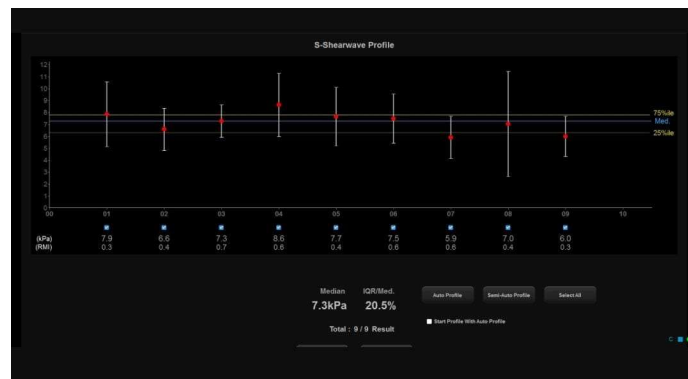 S-Shearwave Profile
12
11
10
9
8
7
6
5
4
3
2
1
0
75%ile
Med.
25%ile
00 01 02 03 04 05 06 07 08 09 10
(kPa) 7.9 6.6 7.3 8.6 7.7 7.5 5.9 7.0 6.0
(RMI) 0.3 0.4 0.7 0.6 0.4 0.6 0.6 0.4 0.3
Median IQR/Med.
7.3kPa 20.5%
Auto Profile Semi-Auto Profile Select All
Start Profile With Auto Profile
Total : 9 / 9 Result
C